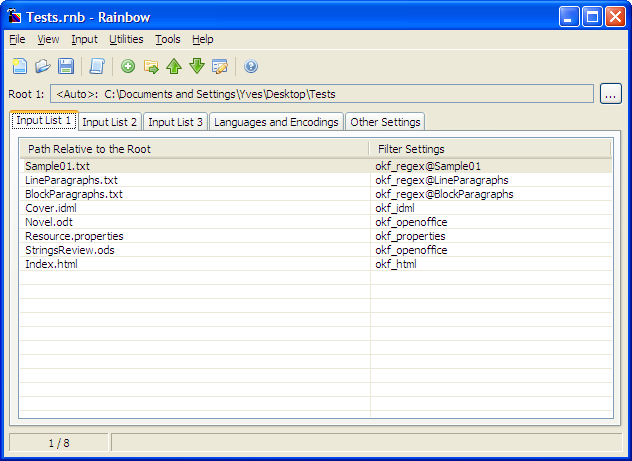 Tests.rnb - Rainbow
File View Input Utilities Tools Help
Root 1: <Auto>: C:\Documents and Settings\Yves\Desktop\Tests ...
Input List 1 Input List 2 Input List 3 Languages and Encodings Other Settings
Path Relative to the Root Filter Settings
Sample01.txt okf_regex@Sample01
LineParagraphs.txt okf_regex@LineParagraphs
BlockParagraphs.txt okf_regex@BlockParagraphs
Cover.idml okf_idml
Novel.odt okf_openoffice
Resource.properties okf_properties
StringsReview.ods okf_openoffice
Index.html okf_html
1 / 8